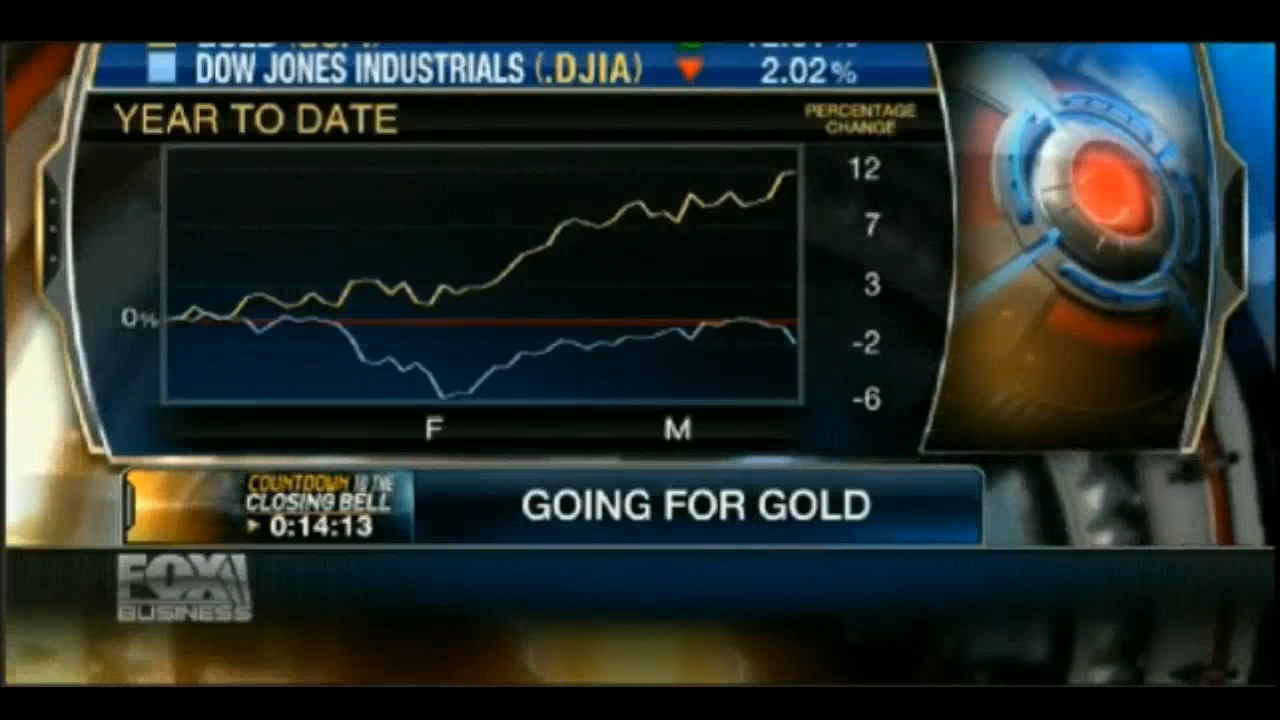 DOW JONES INDUSTRIALS (.DJIA) 2.02%
YEAR TO DATE
PERCENTAGE
CHANGE
12
7
3
0%
-2
-6
F M
COUNTDOWN TO THE
CLOSING BELL
0:14:13
GOING FOR GOLD
FOX
BUSINESS